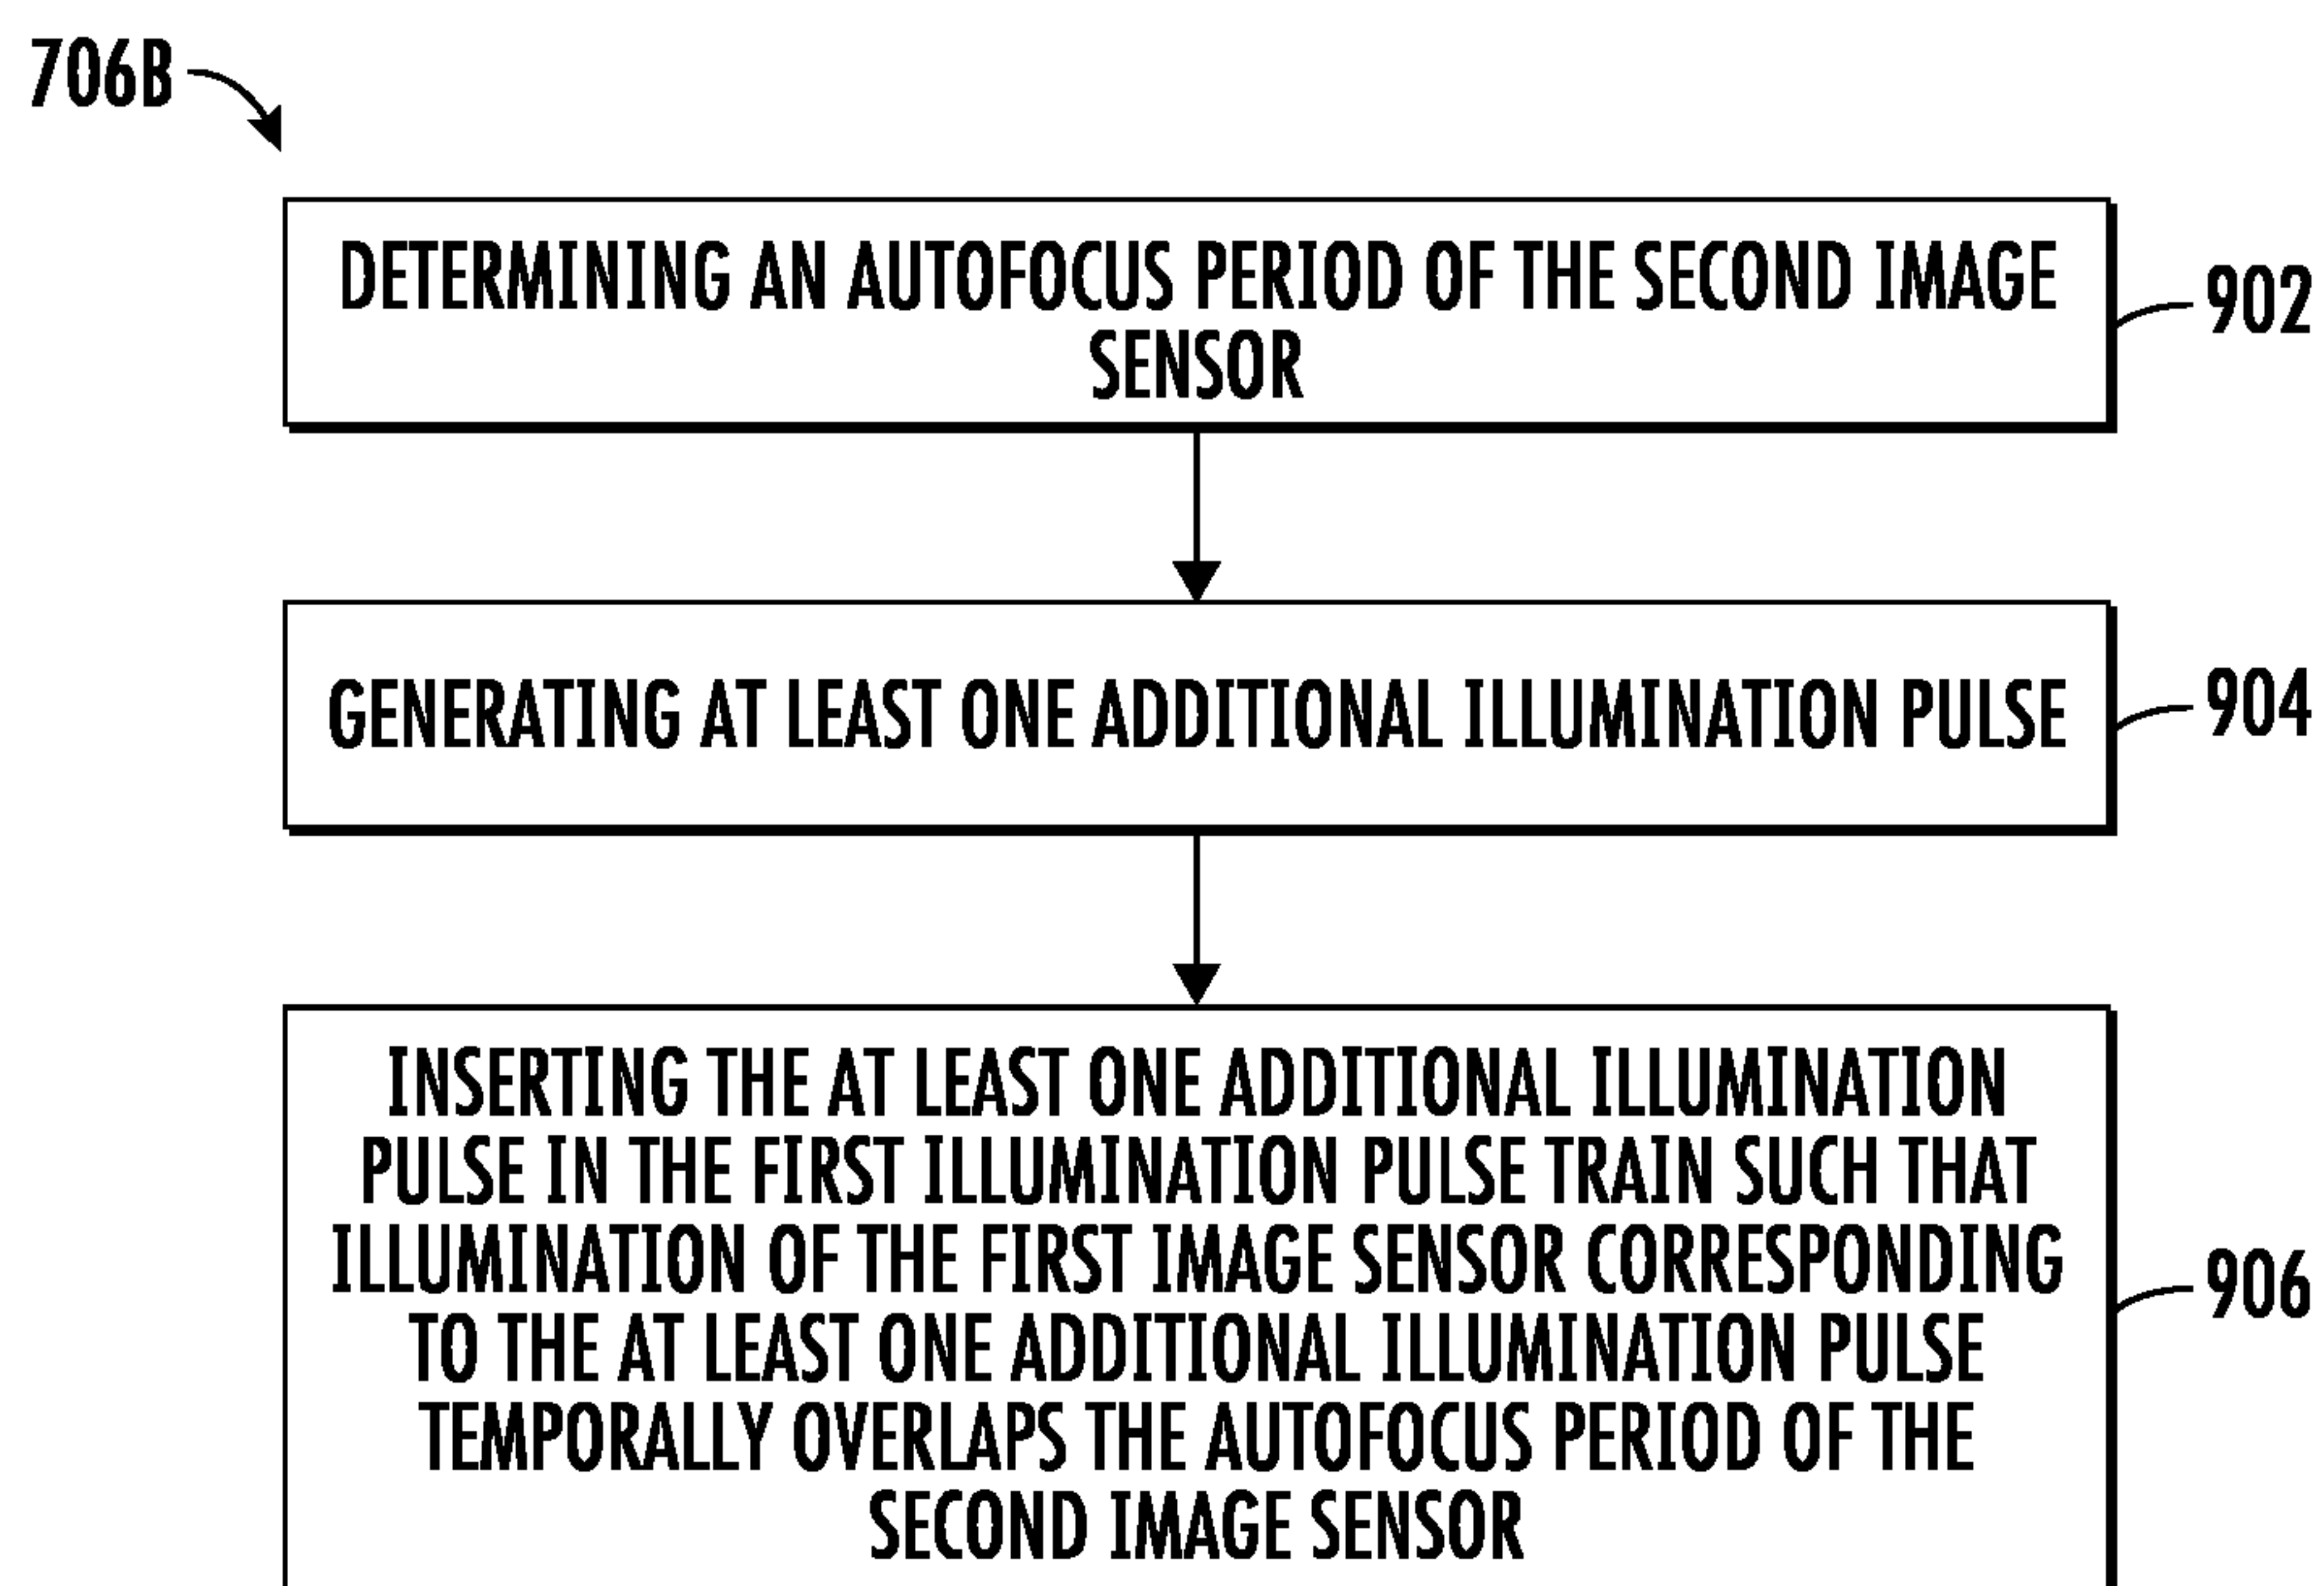 706B
DETERMINING AN AUTOFOCUS PERIOD OF THE SECOND IMAGE
SENSOR
902
GENERATING AT LEAST ONE ADDITIONAL ILLUMINATION PULSE
904
INSERTING THE AT LEAST ONE ADDITIONAL ILLUMINATION
PULSE IN THE FIRST ILLUMINATION PULSE TRAIN SUCH THAT
ILLUMINATION OF THE FIRST IMAGE SENSOR CORRESPONDING
TO THE AT LEAST ONE ADDITIONAL ILLUMINATION PULSE
TEMPORALLY OVERLAPS THE AUTOFOCUS PERIOD OF THE
SECOND IMAGE SENSOR
906